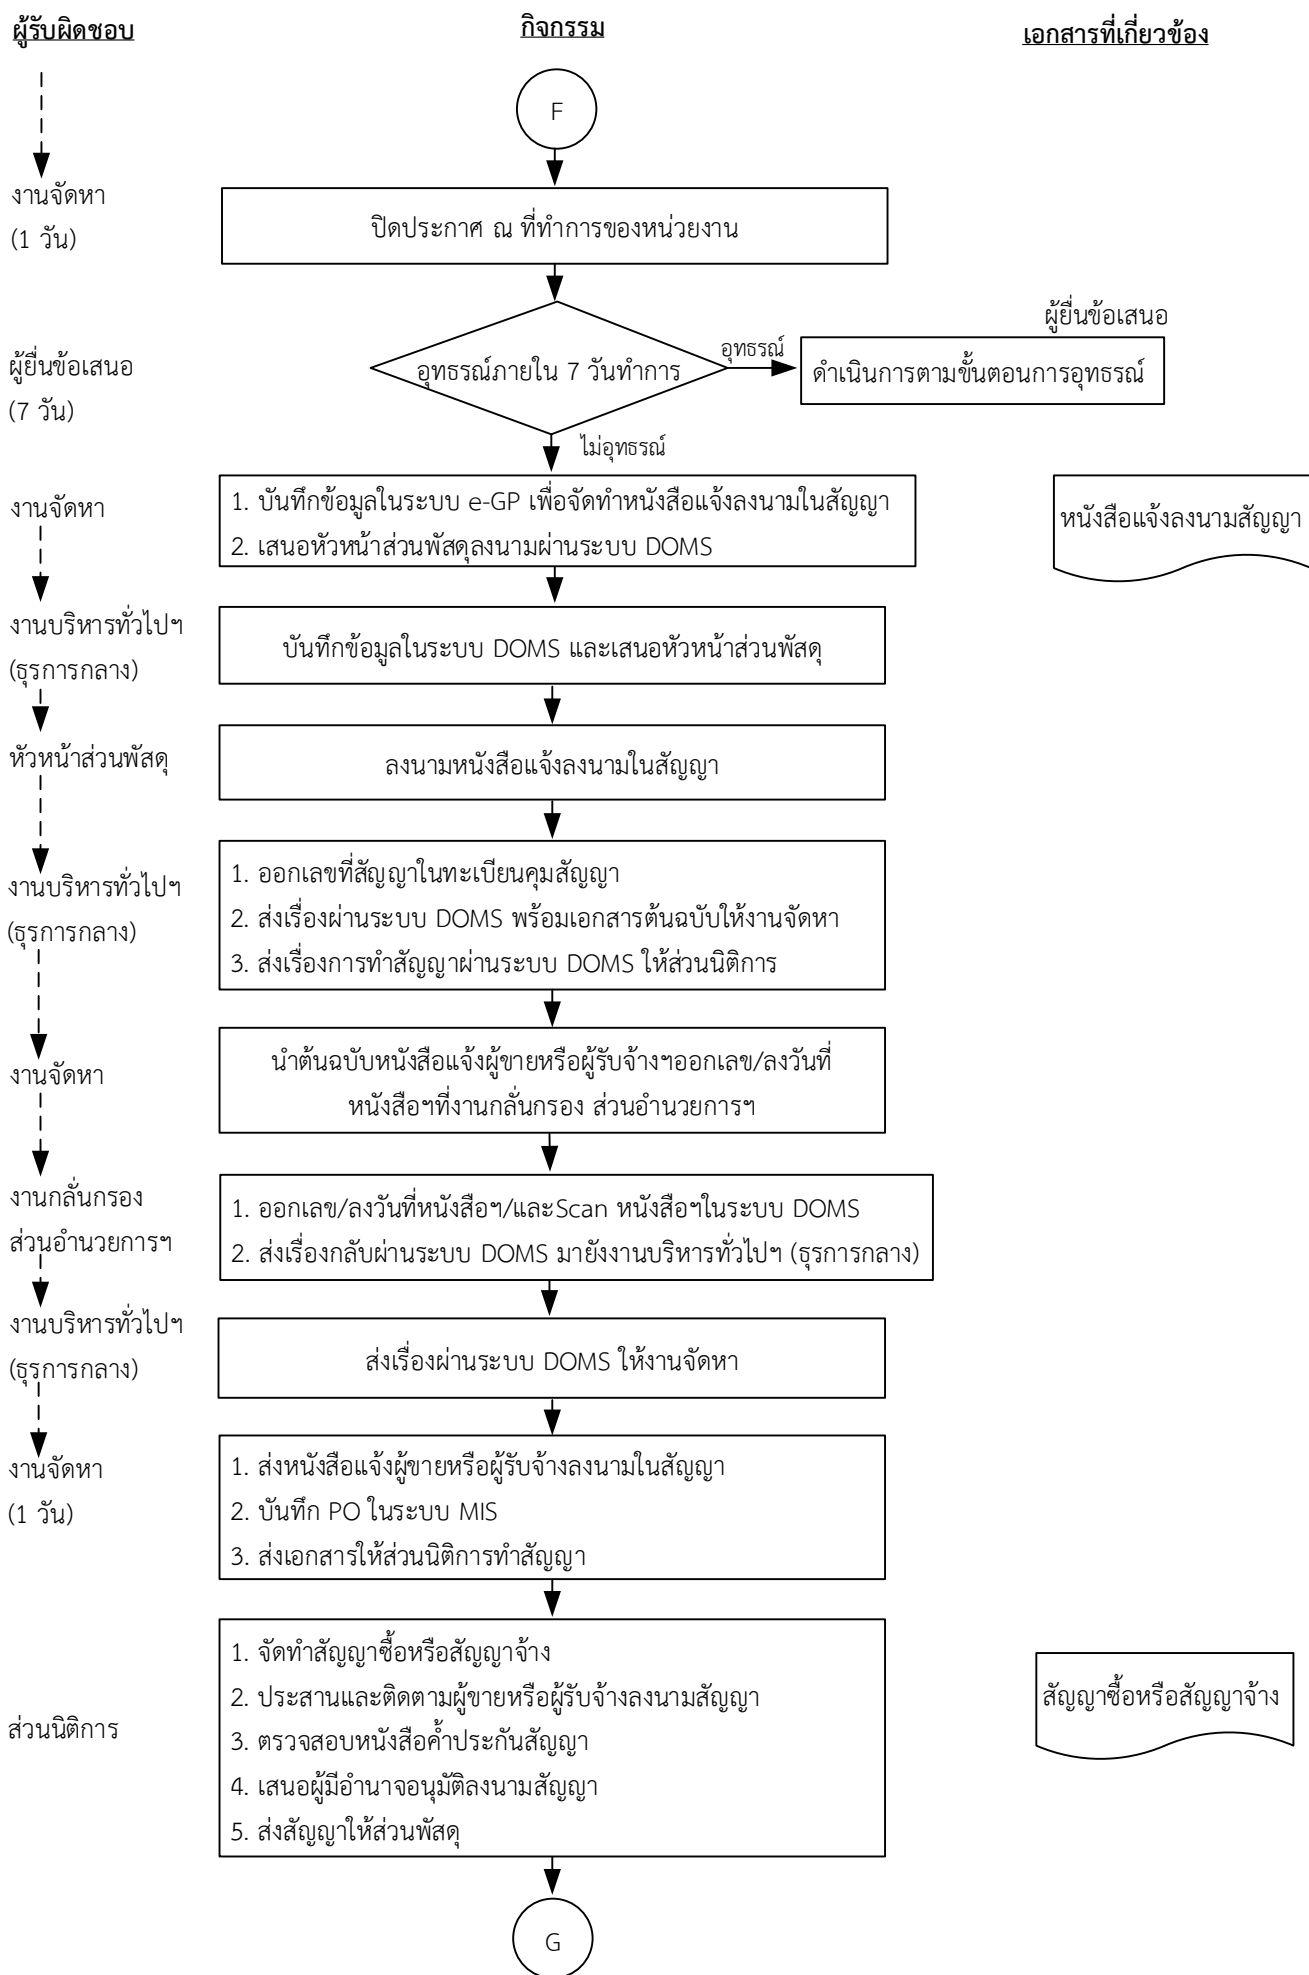 ผู้รับผิดชอบ
กิจกรรม
เอกสารที่เกี่ยวข้อง
F
งานจัดหา
(1 วัน)
ปิดประกาศ ณ ที่ทำการของหน่วยงาน
ผู้ยื่นข้อเสนอ
(7 วัน)
อุทธรณ์ภายใน 7 วันทำการ
อุทธรณ์
ผู้ยื่นข้อเสนอ
ดำเนินการตามขั้นตอนการอุทธรณ์
ไม่อุทธรณ์
งานจัดหา
1. บันทึกข้อมูลในระบบ e-GP เพื่อจัดทำหนังสือแจ้งลงนามในสัญญา
2. เสนอหัวหน้าส่วนพัสดุลงนามผ่านระบบ DOMS
หนังสือแจ้งลงนามสัญญา
งานบริหารทั่วไปฯ
(ธุรการกลาง)
บันทึกข้อมูลในระบบ DOMS และเสนอหัวหน้าส่วนพัสดุ
หัวหน้าส่วนพัสดุ
ลงนามหนังสือแจ้งลงนามในสัญญา
งานบริหารทั่วไปฯ
(ธุรการกลาง)
1. ออกเลขที่สัญญาในทะเบียนคุมสัญญา
2. ส่งเรื่องผ่านระบบ DOMS พร้อมเอกสารต้นฉบับให้งานจัดหา
3. ส่งเรื่องการทำสัญญาผ่านระบบ DOMS ให้ส่วนนิติการ
งานจัดหา
นำต้นฉบับหนังสือแจ้งผู้ขายหรือผู้รับจ้างฯออกเลข/ลงวันที่
หนังสือฯที่งานกลั่นกรอง ส่วนอำนวยการฯ
งานกลั่นกรอง
ส่วนอำนวยการฯ
1. ออกเลข/ลงวันที่หนังสือฯ/และScan หนังสือฯในระบบ DOMS
2. ส่งเรื่องกลับผ่านระบบ DOMS มายังงานบริหารทั่วไปฯ (ธุรการกลาง)
งานบริหารทั่วไปฯ
(ธุรการกลาง)
ส่งเรื่องผ่านระบบ DOMS ให้งานจัดหา
งานจัดหา
(1 วัน)
1. ส่งหนังสือแจ้งผู้ขายหรือผู้รับจ้างลงนามในสัญญา
2. บันทึก PO ในระบบ MIS
3. ส่งเอกสารให้ส่วนนิติการทำสัญญา
ส่วนนิติการ
1. จัดทำสัญญาซื้อหรือสัญญาจ้าง
2. ประสานและติดตามผู้ขายหรือผู้รับจ้างลงนามสัญญา
3. ตรวจสอบหนังสือค้ำประกันสัญญา
4. เสนอผู้มีอำนาจอนุมัติลงนามสัญญา
5. ส่งสัญญาให้ส่วนพัสดุ
สัญญาซื้อหรือสัญญาจ้าง
G